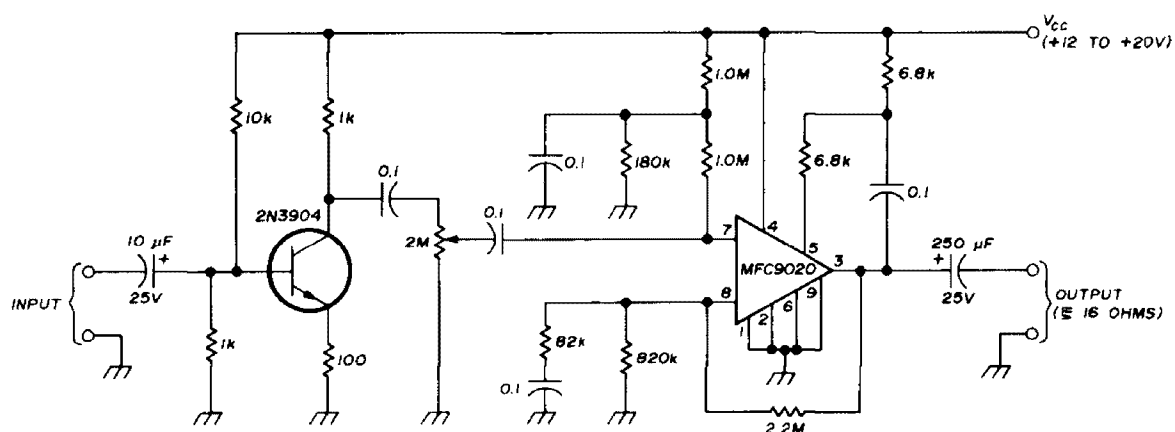 VCC
(+12 TO +20V)
1.0M
6.8k
10k
1k
0.1
180k
1.0M
6.8k
0.1
0.1
2N3904
0.1
10 µF
+
25V
2M
7
4
5
MFC9020
3
250 µF
+
25V
INPUT
8
1
2
6
9
OUTPUT
(≧ 16 OHMS)
1k
100
82k
0.1
820k
2.2M